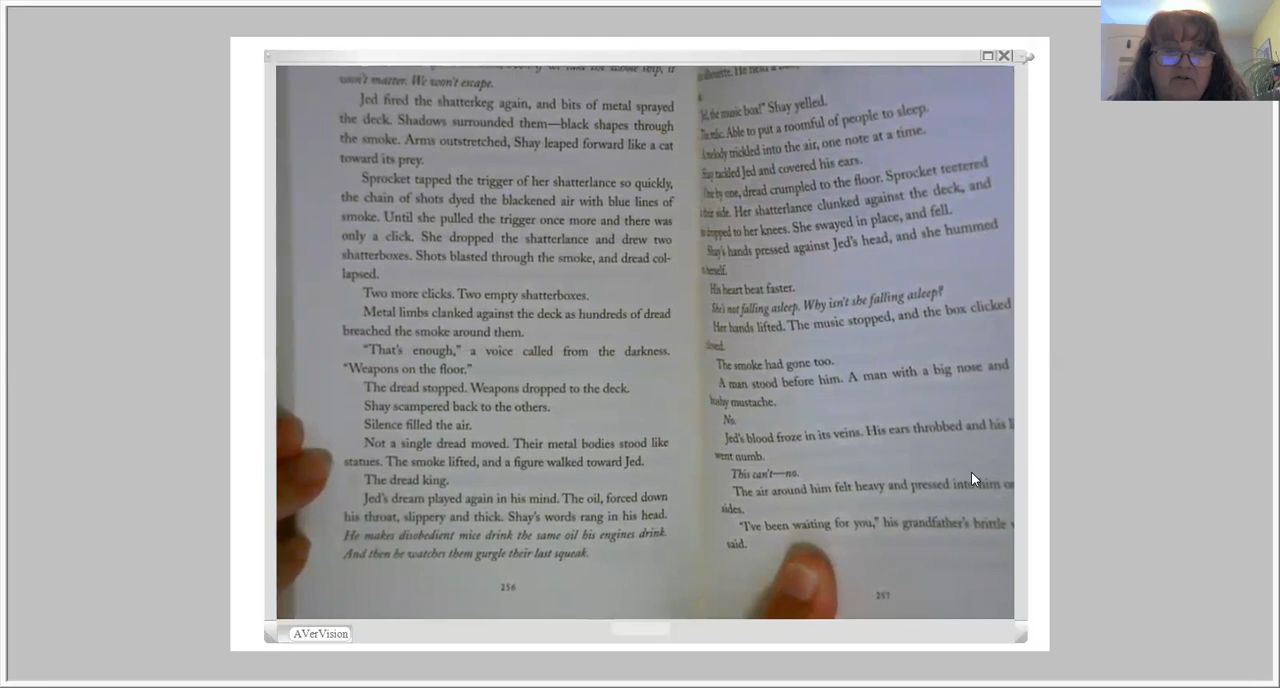 won't matter. We won't escape.
Jed fired the shatterkeg again, and bits of metal sprayed
the deck. Shadows surrounded them—black shapes through
the smoke. Arms outstretched, Shay leaped forward like a cat
toward its prey.
Sprocket tapped the trigger of her shatterlance so quickly,
the chain of shots dyed the blackened air with blue lines of
smoke. Until she pulled the trigger once more and there was
only a click. She dropped the shatterlance and drew two
shatterboxes. Shots blasted through the smoke, and dread col-
lapsed.
Two more clicks. Two empty shatterboxes.
Metal limbs clanked against the deck as hundreds of dread
breached the smoke around them.
"That's enough," a voice called from the darkness.
"Weapons on the floor."
The dread stopped. Weapons dropped to the deck.
Shay scampered back to the others.
Silence filled the air.
Not a single dread moved. Their metal bodies stood like
statues. The smoke lifted, and a figure walked toward Jed.
The dread king.
Jed's dream played again in his mind. The oil, forced down
his throat, slippery and thick. Shay's words rang in his head.
He makes disobedient mice drink the same oil his engines drink.
And then he watches them gurgle their last squeak.
256
silhouette. He held a
the music box!" Shay yelled.
The relic. Able to put a roomful of people to sleep.
A melody trickled into the air, one note at a time.
Shay tackled Jed and covered his ears.
One by one, dread crumpled to the floor. Sprocket teetered
side. Her shatterlance clunked against the deck, and
dropped to her knees. She swayed in place, and fell.
Shay's hands pressed against Jed's head, and she hummed
herself.
His heart beat faster.
She's not falling asleep. Why isn't she falling asleep?
Her hands lifted. The music stopped, and the box clicked
closed.
The smoke had gone too.
A man stood before him. A man with a big nose and
bushy mustache.
No.
Jed's blood froze in its veins. His ears throbbed and his
went numb.
This can't—no.
The air around him felt heavy and pressed into him
sides.
"I've been waiting for you," his grandfather's brittle
said.
257
AVerVision